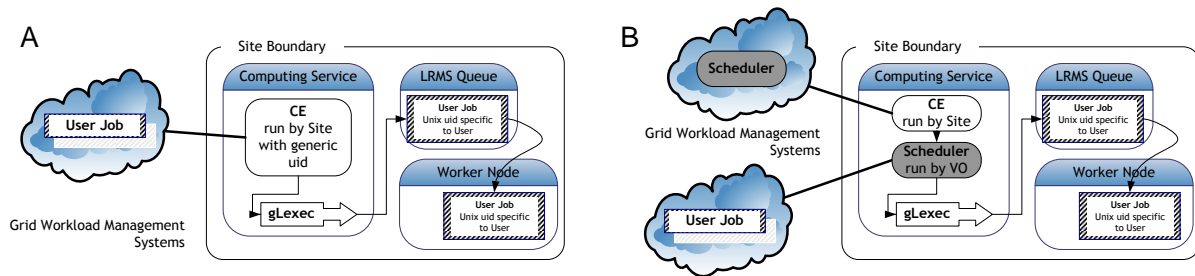 A
Site Boundary
Computing Service
LRMS Queue
User Job
CE
run by Site
with generic
uid
User Job
Unix uid specific
to User
Worker Node
gLexec
User Job
Unix uid specific
to User
Grid Workload Management
Systems
B
Site Boundary
Scheduler
Computing Service
LRMS Queue
CE
run by Site
User Job
Unix uid specific
to User
Grid Workload Management
Systems
Scheduler
run by VO
Worker Node
User Job
gLexec
User Job
Unix uid specific
to User